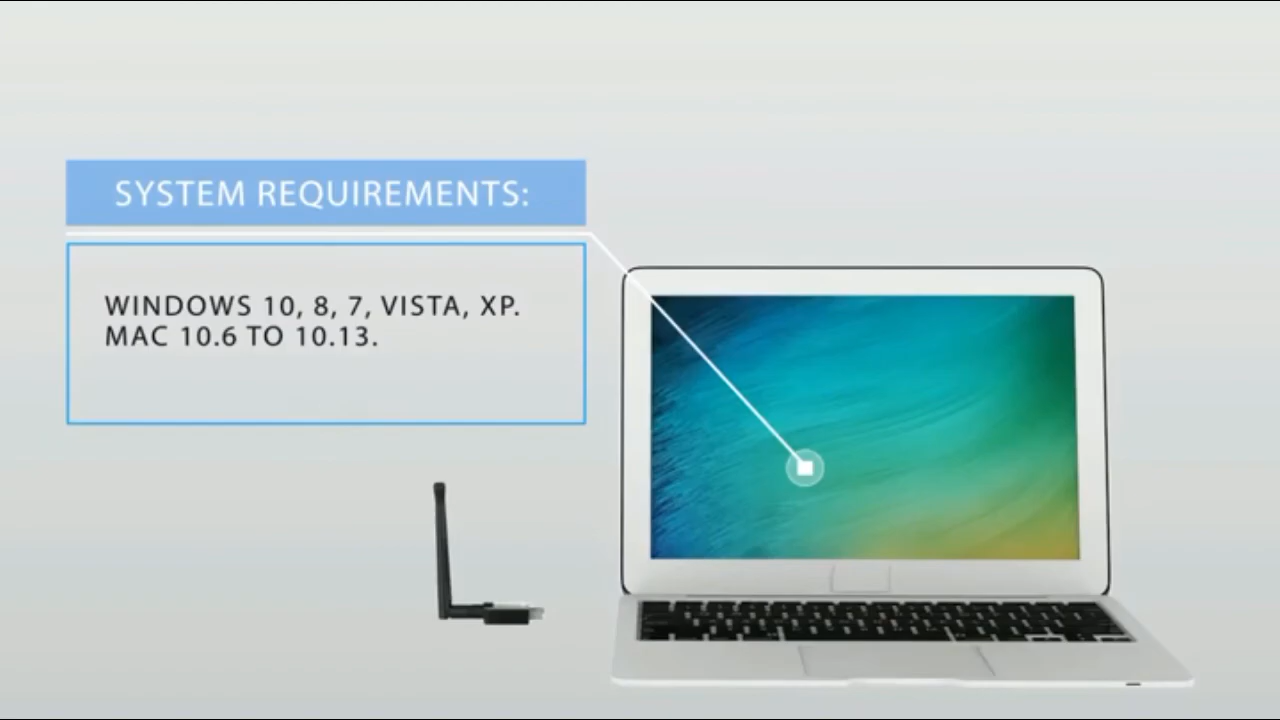 SYSTEM REQUIREMENTS:
WINDOWS 10, 8, 7, VISTA, XP.
MAC 10.6 TO 10.13.